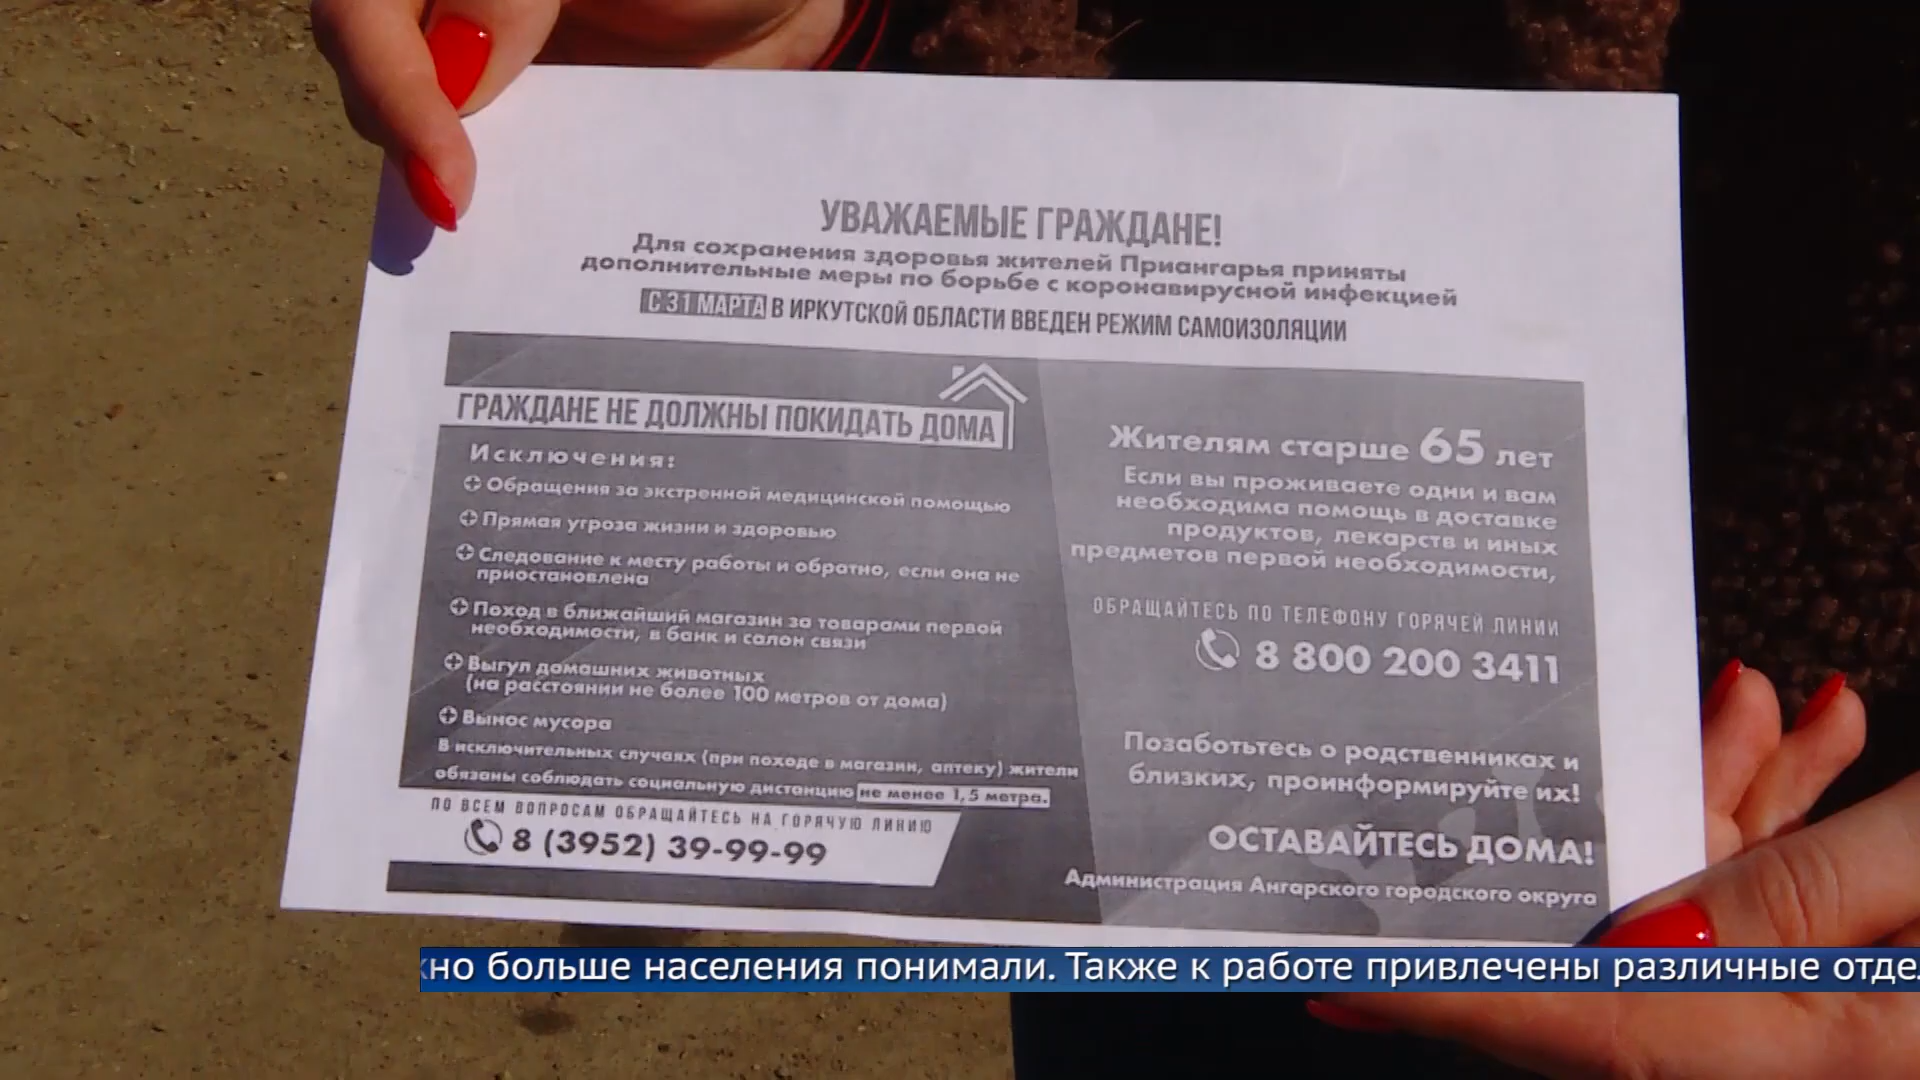 УВАЖАЕМЫЕ ГРАЖДАНЕ!
Для сохранения здоровья жителей Приангарья приняты
дополнительные меры по борьбе с коронавирусной инфекцией
С 31 МАРТА В ИРКУТСКОЙ ОБЛАСТИ ВВЕДЕН РЕЖИМ САМОИЗОЛЯЦИИ
ГРАЖДАНЕ НЕ ДОЛЖНЫ ПОКИДАТЬ ДОМА
Исключения:
Обращения за экстренной медицинской помощью
Прямая угроза жизни и здоровью
Следование к месту работы и обратно, если она не
приостановлена
Поход в ближайший магазин за товарами первой
необходимости, в банк и салон связи
Выгул домашних животных
(на расстоянии не более 100 метров от дома)
Вынос мусора
В исключительных случаях (при походе в магазин, аптеку) жители
обязаны соблюдать социальную дистанцию не менее 1,5 метра.
ПО ВСЕМ ВОПРОСАМ ОБРАЩАЙТЕСЬ НА ГОРЯЧУЮ ЛИНИЮ
8 (3952) 39-99-99
Жителям старше 65 лет
Если вы проживаете одни и вам
необходима помощь в доставке
продуктов, лекарств и иных
предметов первой необходимости,
ОБРАЩАЙТЕСЬ ПО ТЕЛЕФОНУ ГОРЯЧЕЙ ЛИНИИ
8 800 200 3411
Позаботьтесь о родственниках и
близких, проинформируйте их!
ОСТАВАЙТЕСЬ ДОМА!
Администрация Ангарского городского округа
но больше населения понимали. Также к работе привлечены различные отде